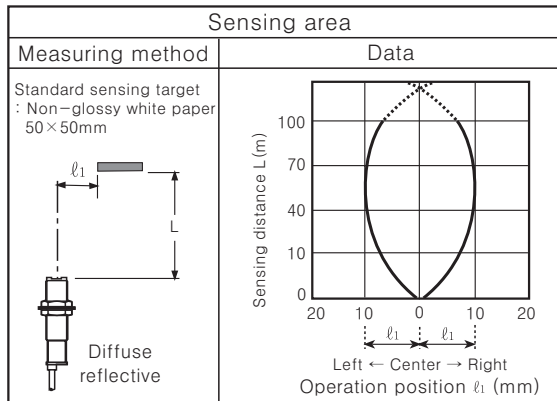 Sensing area
Measuring method
Data
Standard sensing target
: Non-glossy white paper
50×50mm
ℓ1
L
Diffuse
reflective
Sensing distance L(m)
100
70
40
10
0
20 10 0 10 20
ℓ1 ℓ1
Left ← Center → Right
Operation position ℓ1 (mm)